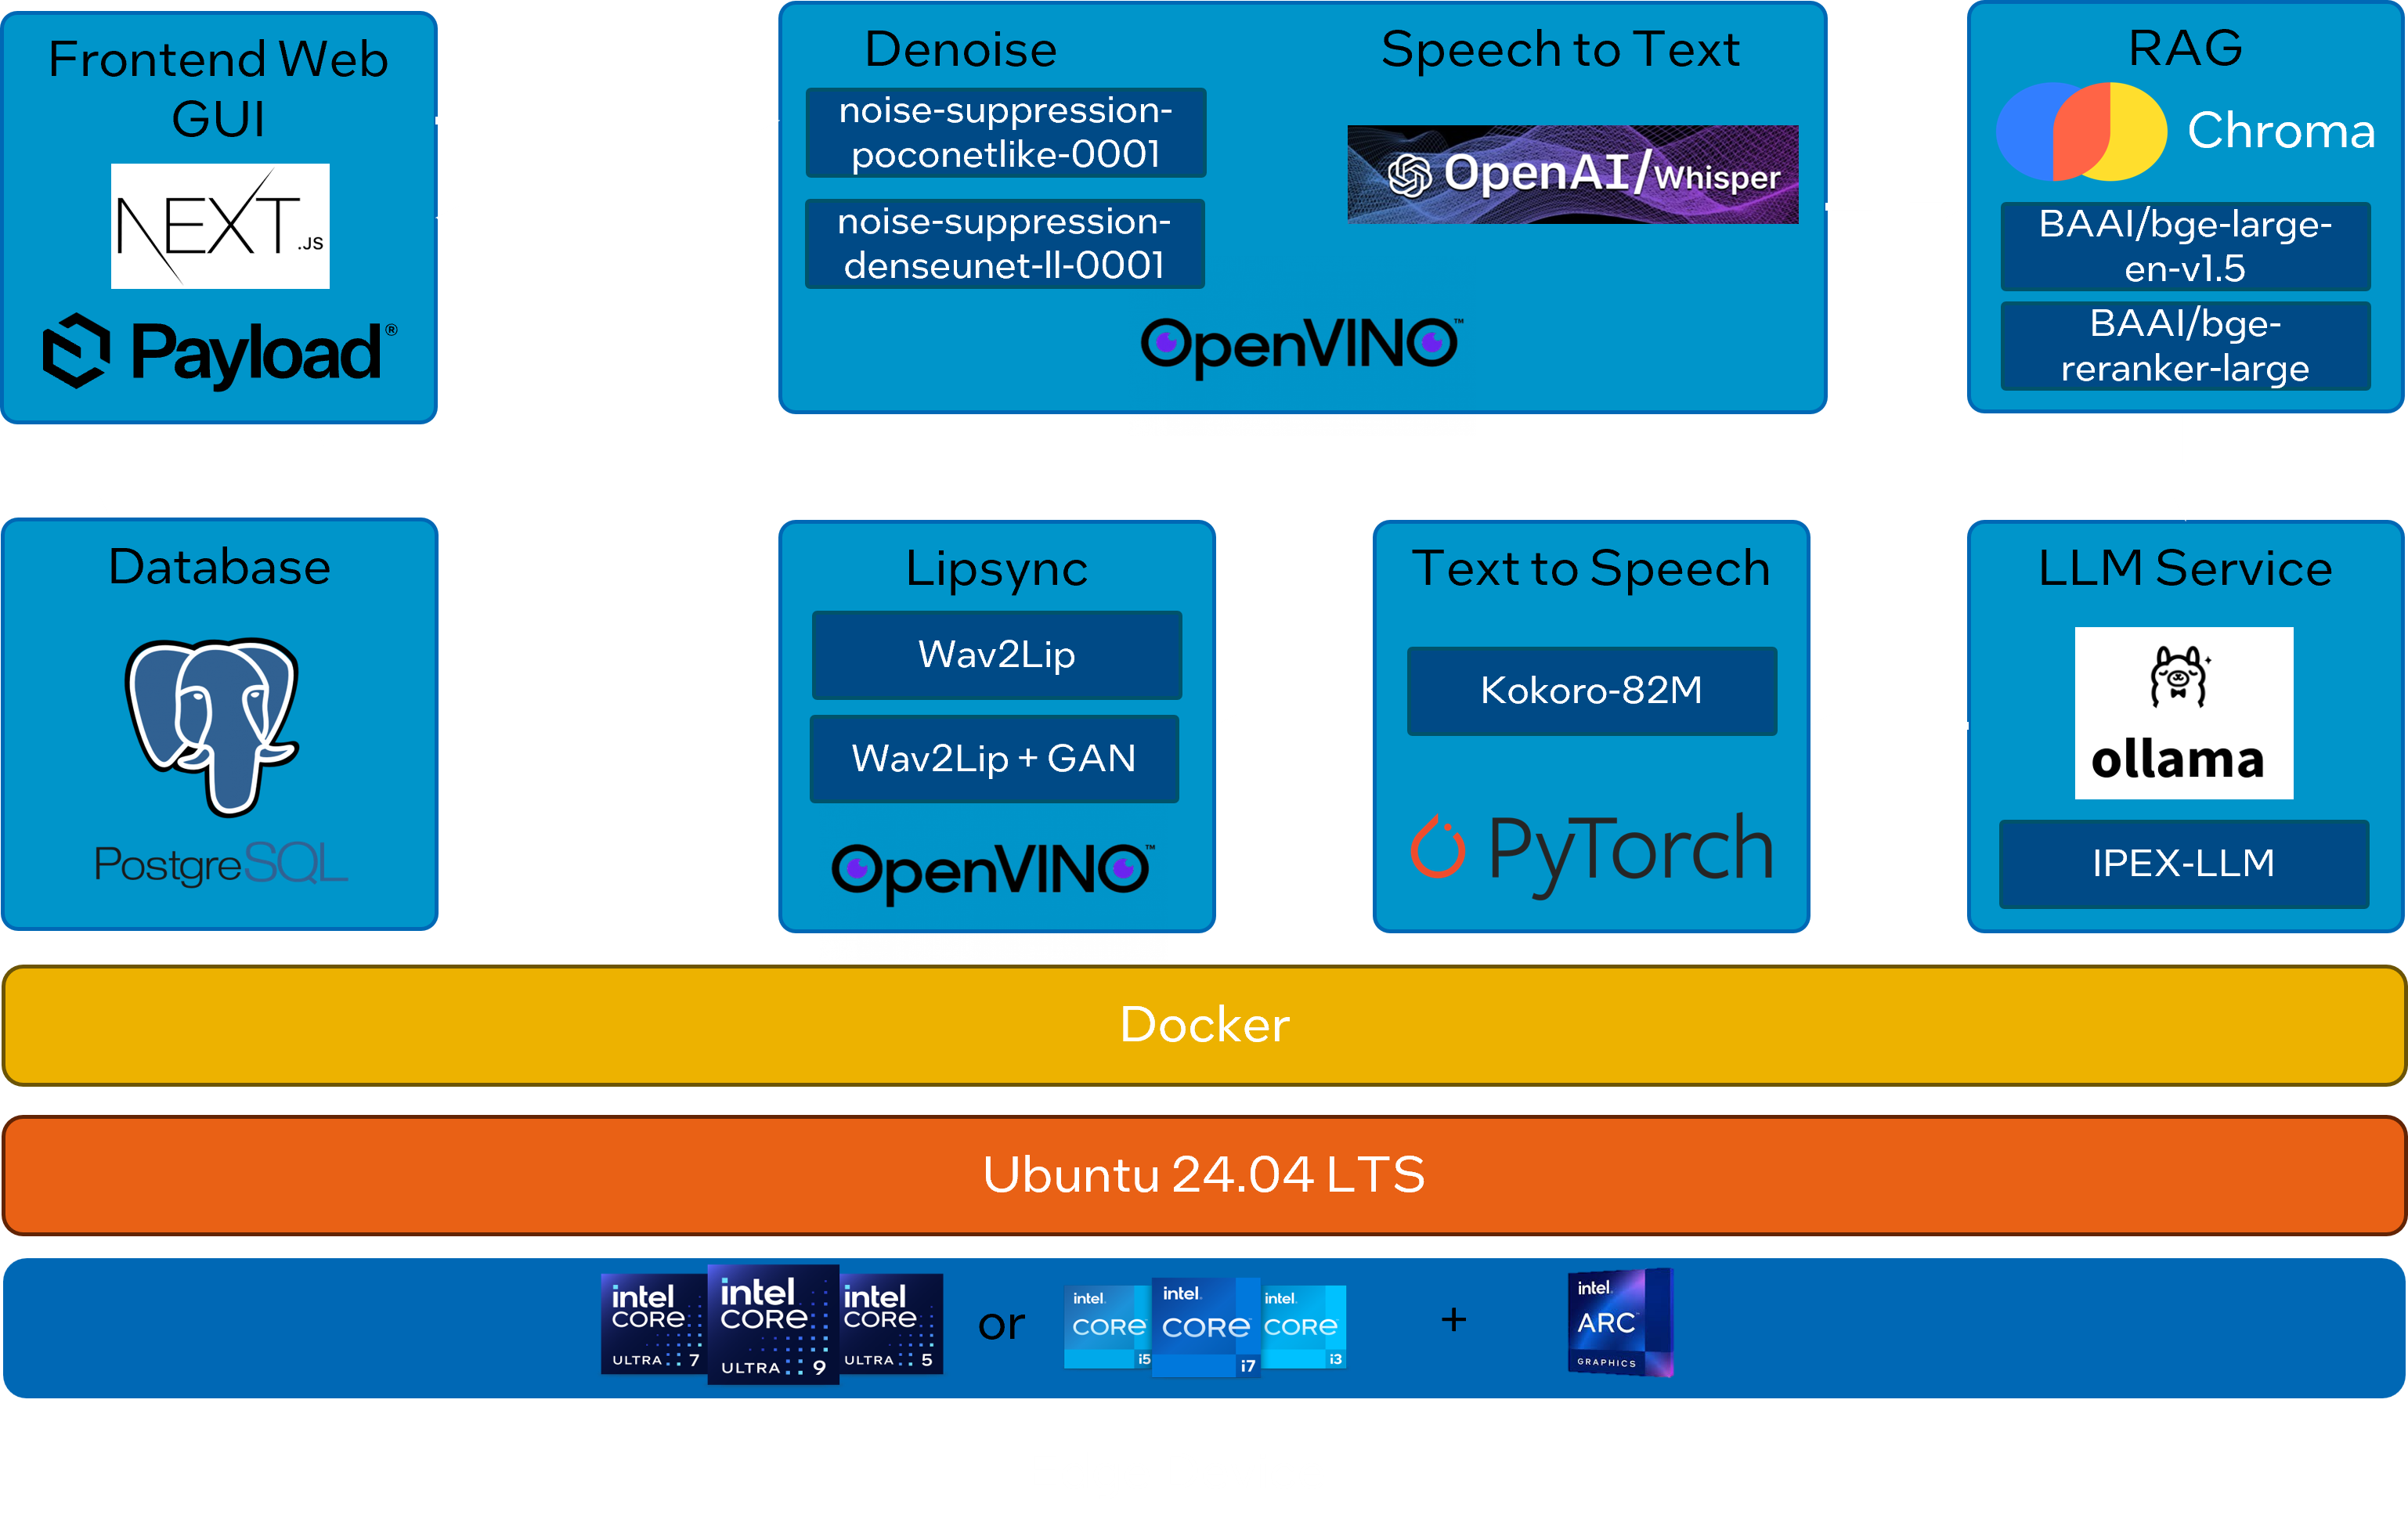 Frontend Web
GUI
NEXT.JS
Payload®
Denoise
noise-suppression-
poconetlike-0001
noise-suppression-
denseunet-ll-0001
Speech to Text
OpenAI/Whisper
OpenVINO™
RAG
Chroma
BAAI/bge-large-
en-v1.5
BAAI/bge-
reranker-large
Database
PostgreSQL
Lipsync
Wav2Lip
Wav2Lip + GAN
OpenVINO™
Text to Speech
Kokoro-82M
PyTorch
LLM Service
ollama
IPEX-LLM
Docker
Ubuntu 24.04 LTS
intel
CORE
ULTRA 7
intel
CORE
ULTRA 9
intel
CORE
ULTRA 5
or
intel.
CORE
i5
intel.
CORE
i7
intel.
CORE
i3
+
intel.
ARC
GRAPHICS